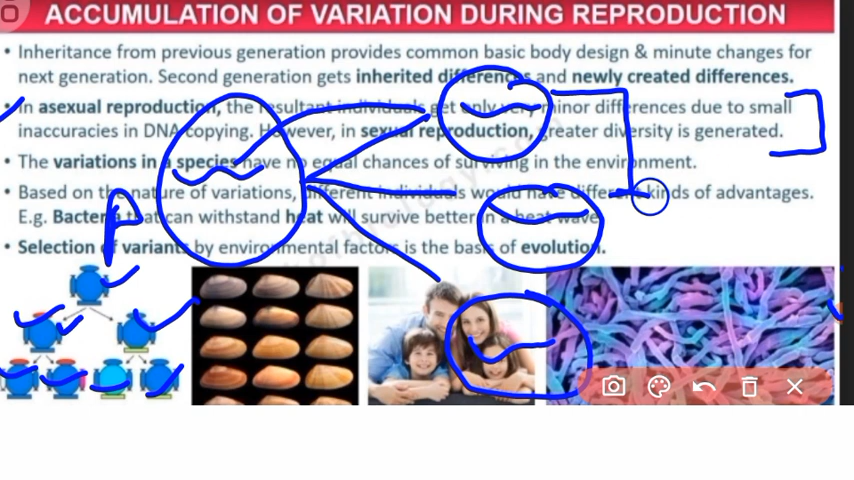 ACCUMULATION OF VARIATION DURING REPRODUCTION
• Inheritance from previous generation provides common basic body design & minute changes for
next generation. Second generation gets inherited differences and newly created differences.
• In asexual reproduction, the resultant individuals get only very minor differences due to small
inaccuracies in DNA copying. However, in sexual reproduction, greater diversity is generated.
• The variations in a species have no equal chances of surviving in the environment.
• Based on the nature of variations, different individuals would have different kinds of advantages.
E.g. Bacteria that can withstand heat will survive better in a heat wave.
• Selection of variants by environmental factors is the basis of evolution.
A